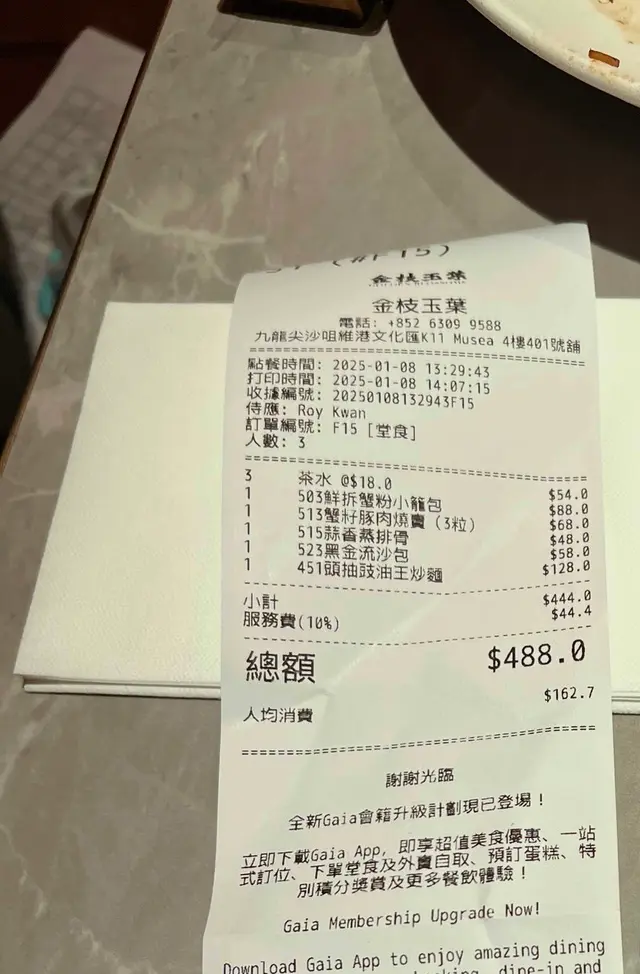 (#F15)
金枝玉葉
金枝玉葉
電話: +852 6309 9588
九龍尖沙咀維港文化匯K11 Musea 4樓401號舖
點餐時間: 2025-01-08 13:29:43
打印時間: 2025-01-08 14:07:15
收據編號: 20250108132943F15
侍應: Roy Kwan
訂單編號: F15 [堂食]
人數: 3
3 茶水 @$18.0 $54.0
1 503鮮拆蟹粉小籠包 $88.0
1 513蟹籽豚肉燒賣 (3粒) $68.0
1 515蒜香蒸排骨 $48.0
1 523黑金流沙包 $58.0
1 451頭抽豉油王炒麵 $128.0
小計 $444.0
服務費(10%) $44.4
總額 $488.0
人均消費 $162.7
謝謝光臨
全新Gaia會籍升級計劃現已登場！
立即下載Gaia App, 即享超值美食優惠、一站
式訂位、下單堂食及外賣自取、預訂蛋糕、特
別積分獎賞及更多餐飲體驗！
Gaia Membership Upgrade Now!
Download Gaia App to enjoy amazing dining
dine-in and